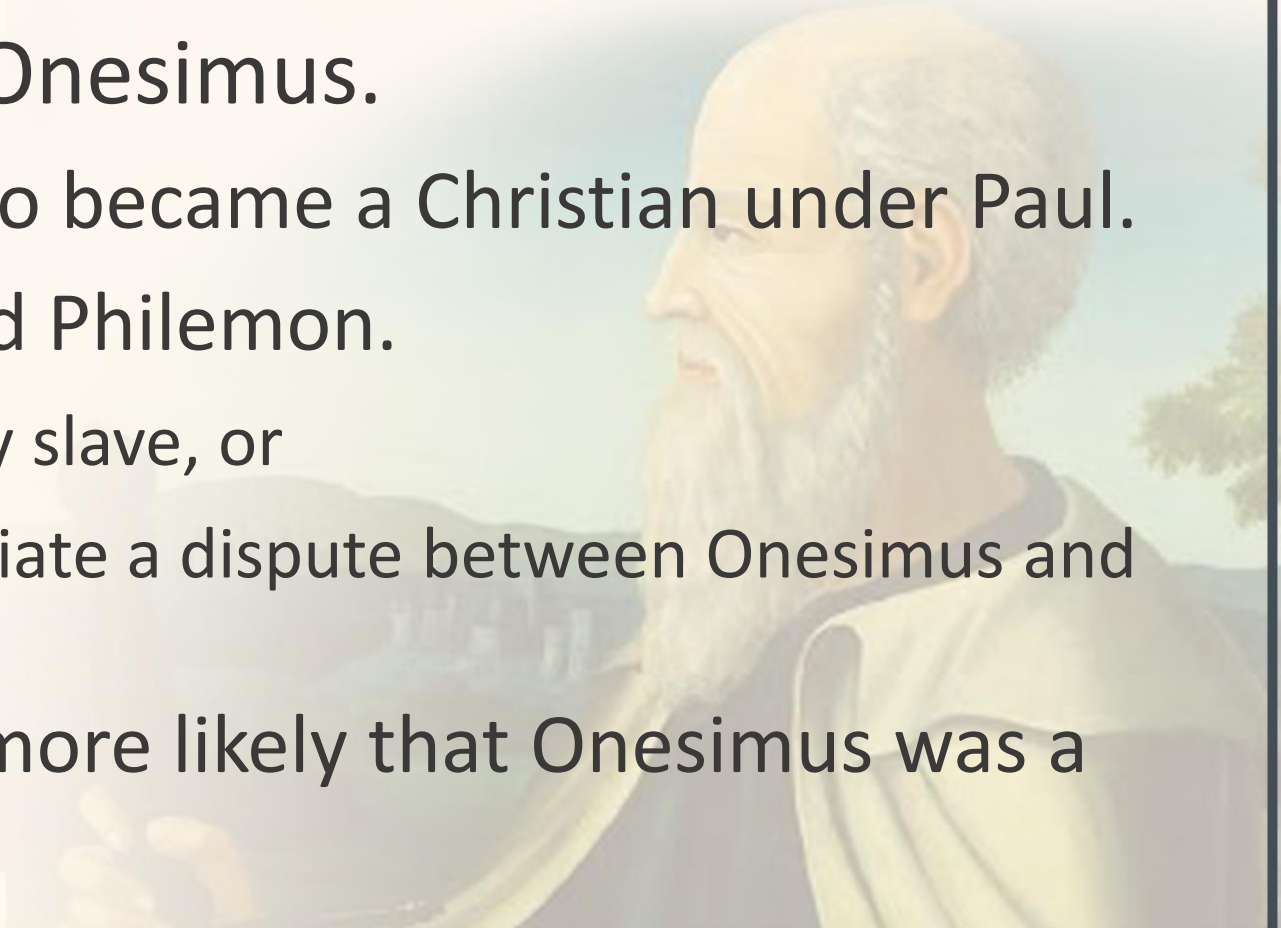 Onesimus.
o became a Christian under Paul.
d Philemon.
y slave, or
iate a dispute between Onesimus and
more likely that Onesimus was a